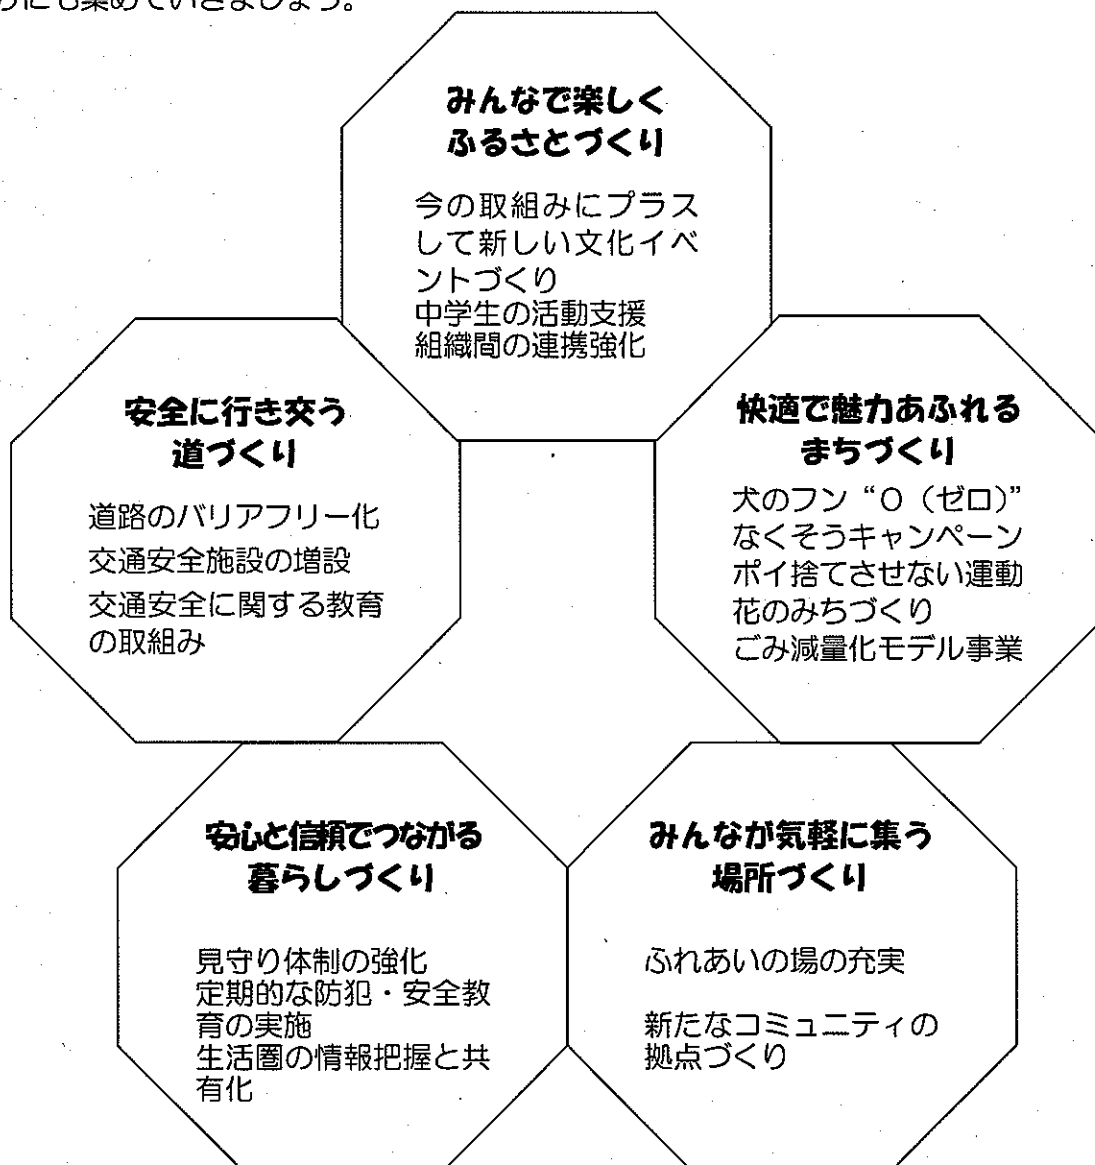 りにも集めていきましょう。
みんなで楽しく
ふるさとづくり
今の取組みにプラス
して新しい文化イベ
ントづくり
中学生の活動支援
組織間の連携強化
安全に行き交う
道づくり
道路のバリアフリー化
交通安全施設の増設
交通安全に関する教育
の取組み
快適で魅力あふれる
まちづくり
犬のフン“0（ゼロ）”
なくそうキャンペーン
ポイ捨てさせない運動
花のみちづくり
ごみ減量化モデル事業
安心と信頼でつながる
暮らしづくり
見守り体制の強化
定期的な防犯・安全教
育の実施
生活圏の情報把握と共
有化
みんなが気軽に集う
場所づくり
ふれあいの場の充実
新たなコミュニティの
拠点づくり